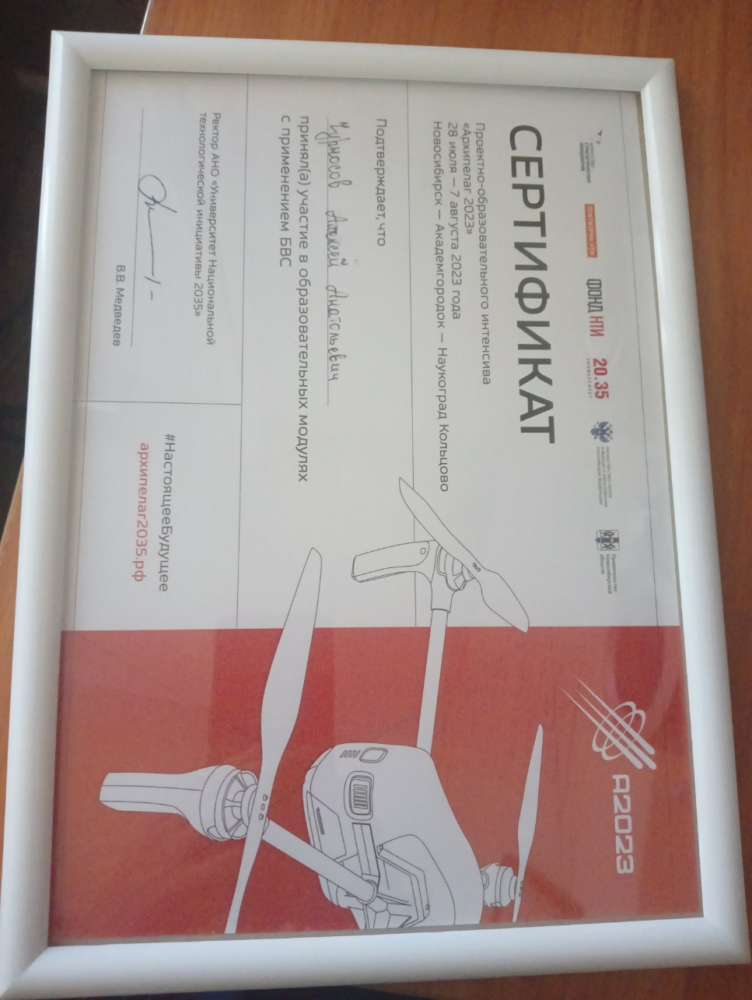 АГЕНТСТВО
СТРАТЕГИЧЕСКИХ
ИНИЦИАТИВ
ПЛАТФОРМА НТИ
ФОНД НТИ
20.35
УНИВЕРСИТЕТ
МИНИСТЕРСТВО НАУКИ
И ВЫСШЕГО ОБРАЗОВАНИЯ
РОССИЙСКОЙ ФЕДЕРАЦИИ
Правительство
Новосибирской
области
A2023
СЕРТИФИКАТ
Проектно-образовательного интенсива
«Архипелаг 2023»
28 июля — 7 августа 2023 года
Новосибирск — Академгородок — Наукоград Кольцово
Подтверждает, что
Чурносов Алексей Анатольевич
принял(а) участие в образовательных модулях
с применением БВС
Ректор АНО «Университет Национальной
технологической инициативы 2035»
В.В. Медведев
#НастоящееБудущее
архипелаг2035.рф